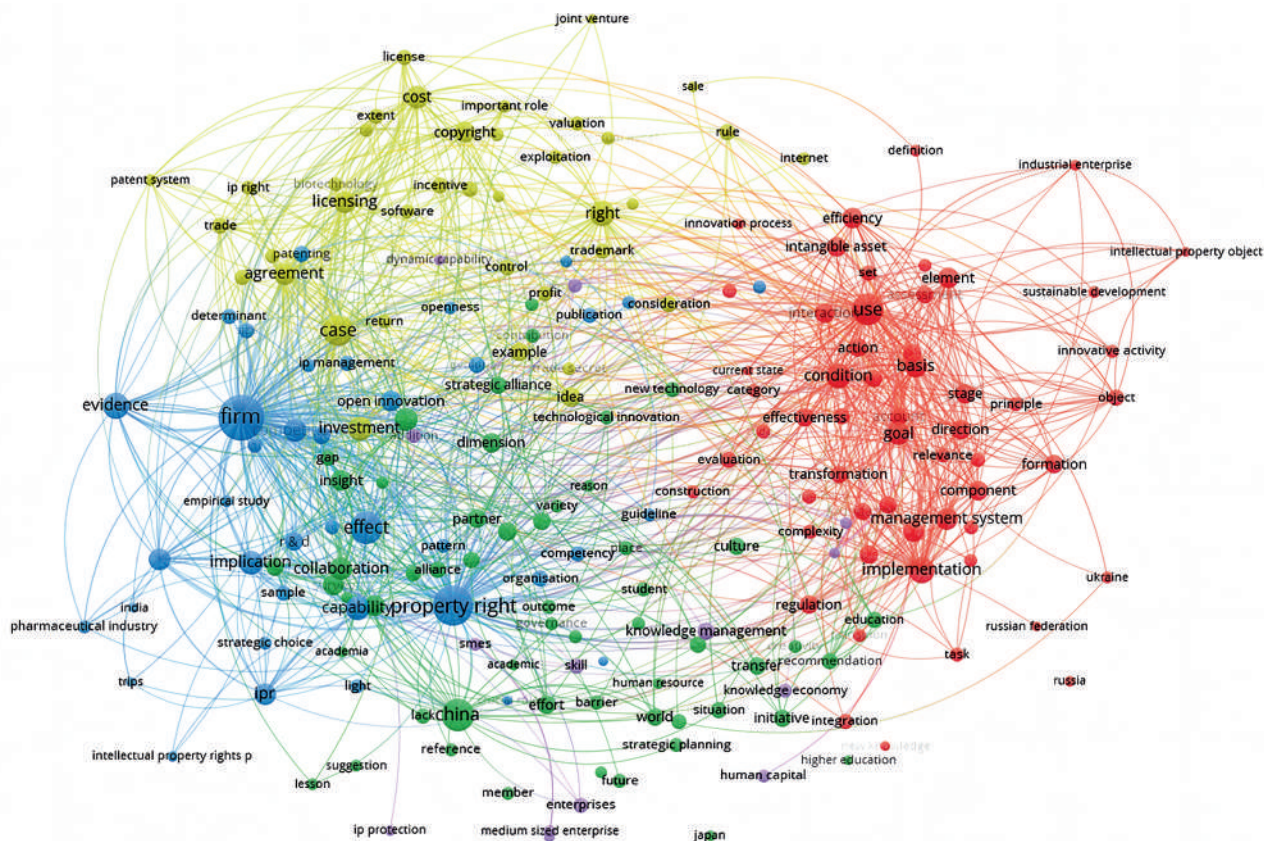 joint venture
license
sale
cost
important role
extent
copyright
valuation
rule
exploitation
internet
definition
industrial enterprise
patent system
ip right
biotechnology
incentive
licensing
software
right
efficiency
innovation process
trade
trademark
intangible asset
intellectual property object
patenting
dynamic capability
control
set
agreement
element
profit
sustainable development
openness
consideration
publication
interaction
use
determinant
case
return
contribution
action
example
innovative activity
ip management
trade secret
basis
strategic alliance
current state
condition
new technology
category
stage
open innovation
idea
object
evidence
principle
firm
technological innovation
effectiveness
investment
goal
direction
addition
dimension
gap
relevance
evaluation
formation
insight
transformation
reason
construction
component
empirical study
variety
guideline
effect
partner
management system
complexity
r & d
pattern
place
culture
competency
implication
collaboration
alliance
implementation
organisation
ukraine
sample
student
india
capability
property right
outcome
regulation
education
governance
pharmaceutical industry
knowledge management
russian federation
strategic choice
smes
academia
task
academic
skill
transfer
recommendation
trips
human resource
russia
light
knowledge economy
ipr
effort
barrier
lack
china
world
situation
initiative
integration
reference
strategic planning
new knowledge
intellectual property rights p
higher education
suggestion
human capital
lesson
future
member
enterprises
ip protection
medium sized enterprise
japan